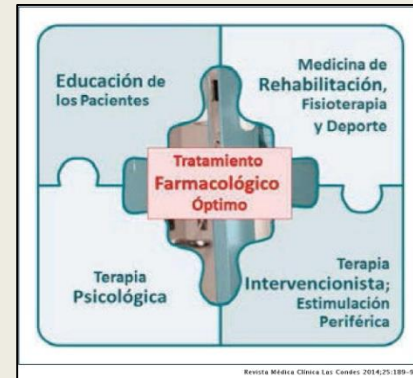 Educación de
los Pacientes
Medicina de
Rehabilitación,
Fisioterapia
y Deporte
Tratamiento
Farmacológico
Óptimo
Terapia
Psicológica
Terapia
Intervencionista;
Estimulación
Periférica
Revista Médica Clínica Las Condes 2014;25:189-9